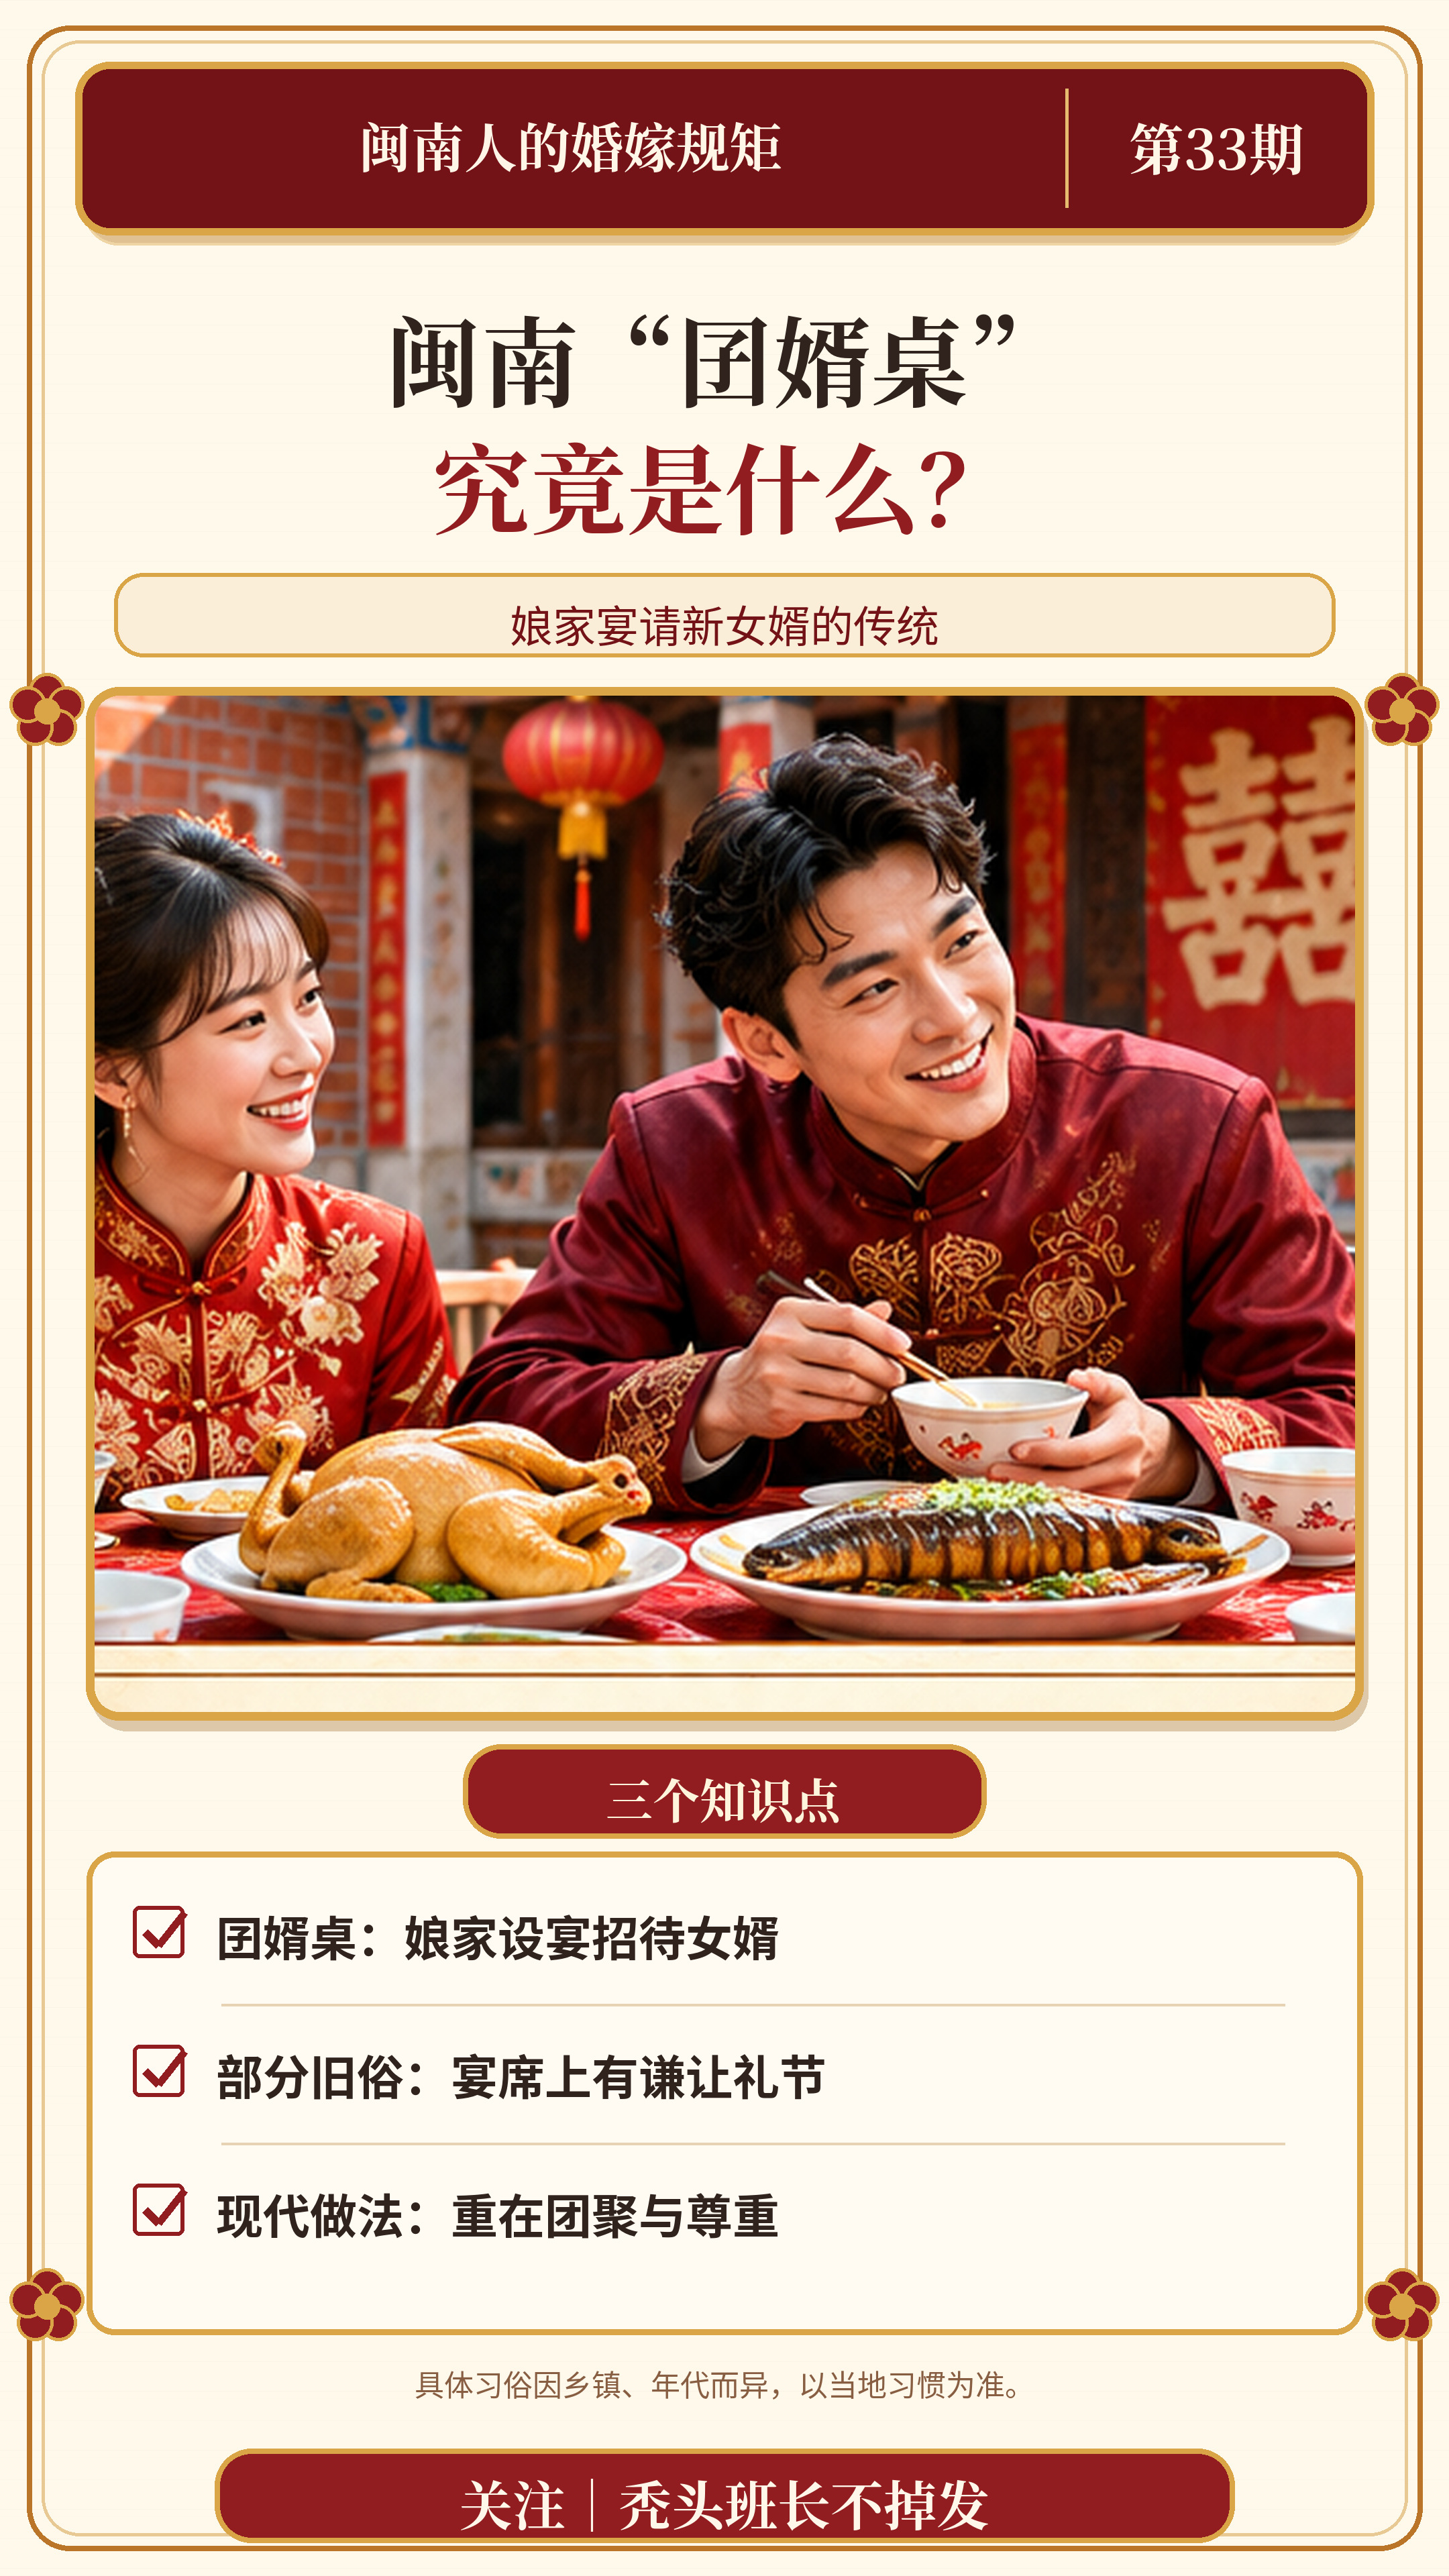 闽南人的婚嫁规矩
第33期
闽南“囝婿桌”
究竟是什么？
娘家宴请新女婿的传统
囍
三个知识点
囝婿桌：娘家设宴招待女婿
部分旧俗：宴席上有谦让礼节
现代做法：重在团聚与尊重
具体习俗因乡镇、年代而异，以当地习惯为准。
关注｜秃头班长不掉发